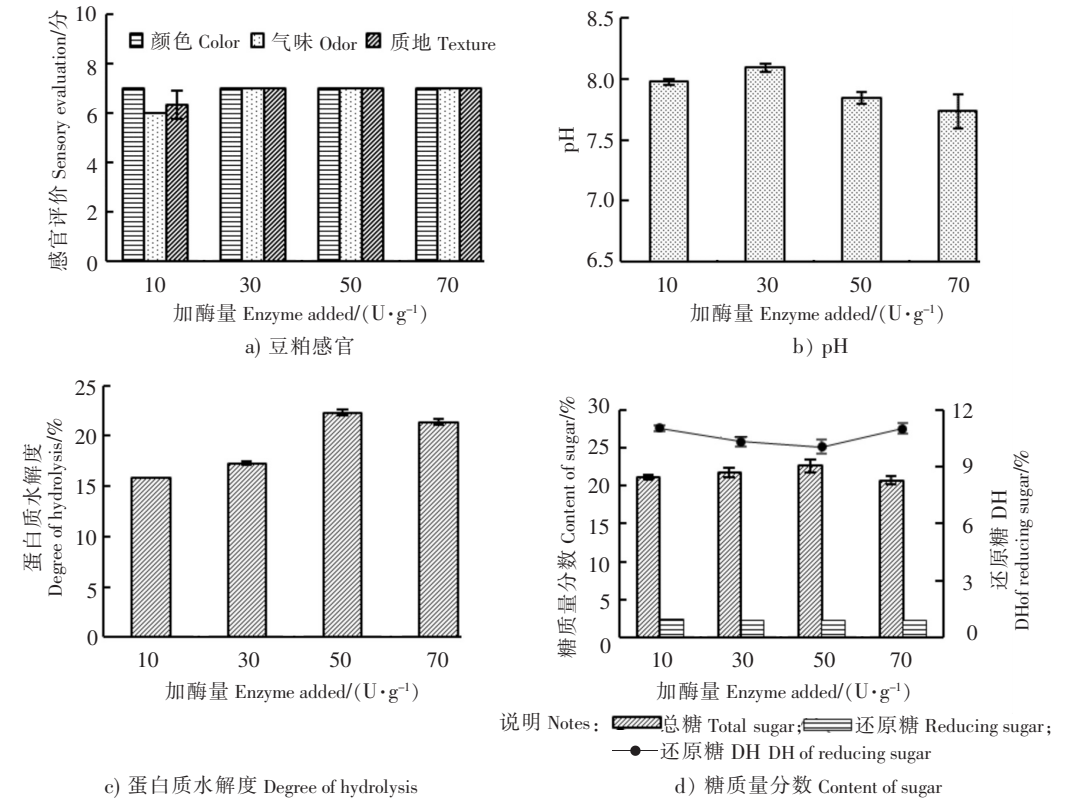 感官评价 Sensory evaluation/分
10
8
6
4
2
0
颜色 Color 气味 Odor 质地 Texture
10 30 50 70
加酶量 Enzyme added/(U·g⁻¹)
a) 豆粕感官
pH
8.5
8.0
7.5
7.0
6.5
10 30 50 70
加酶量 Enzyme added/(U·g⁻¹)
b) pH
蛋白质水解度
Degree of hydrolysis/%
25
20
15
10
5
0
10 30 50 70
加酶量 Enzyme added/(U·g⁻¹)
c) 蛋白质水解度 Degree of hydrolysis
糖质量分数 Content of sugar/%
30
25
20
15
10
5
0
12
9
6
3
0
还原糖 DH
DHof reducing sugar/%
10 30 50 70
加酶量 Enzyme added/(U·g⁻¹)
说明 Notes: 总糖 Total sugar; 还原糖 Reducing sugar;
还原糖 DH DH of reducing sugar
d) 糖质量分数 Content of sugar